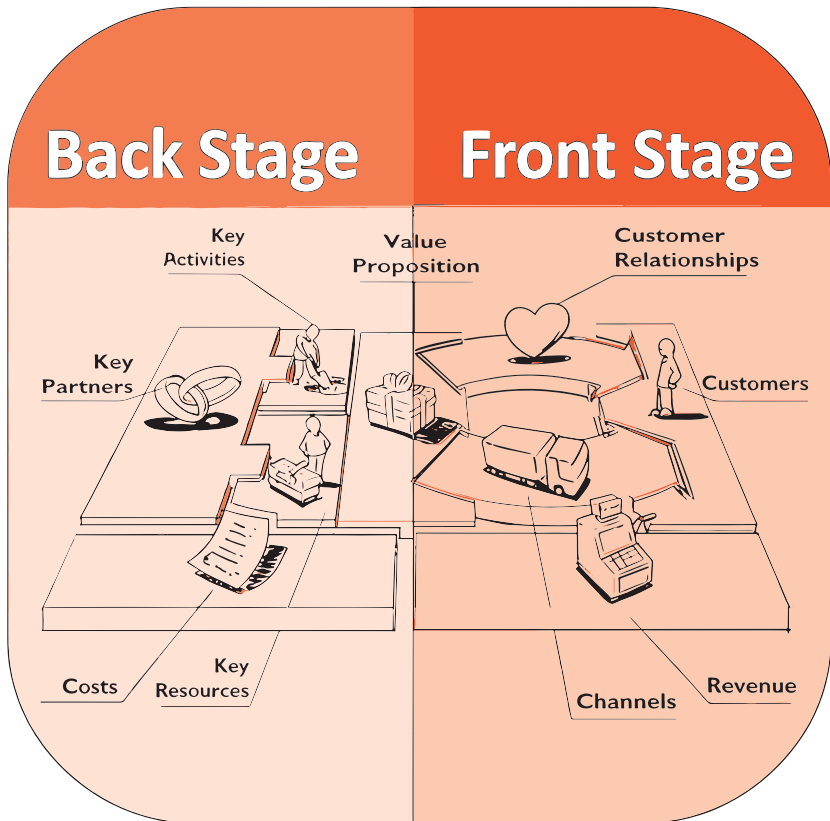 Back Stage
Front Stage
Key
Activities
Value
Proposition
Customer
Relationships
Key
Partners
Customers
Costs
Key
Resources
Channels
Revenue